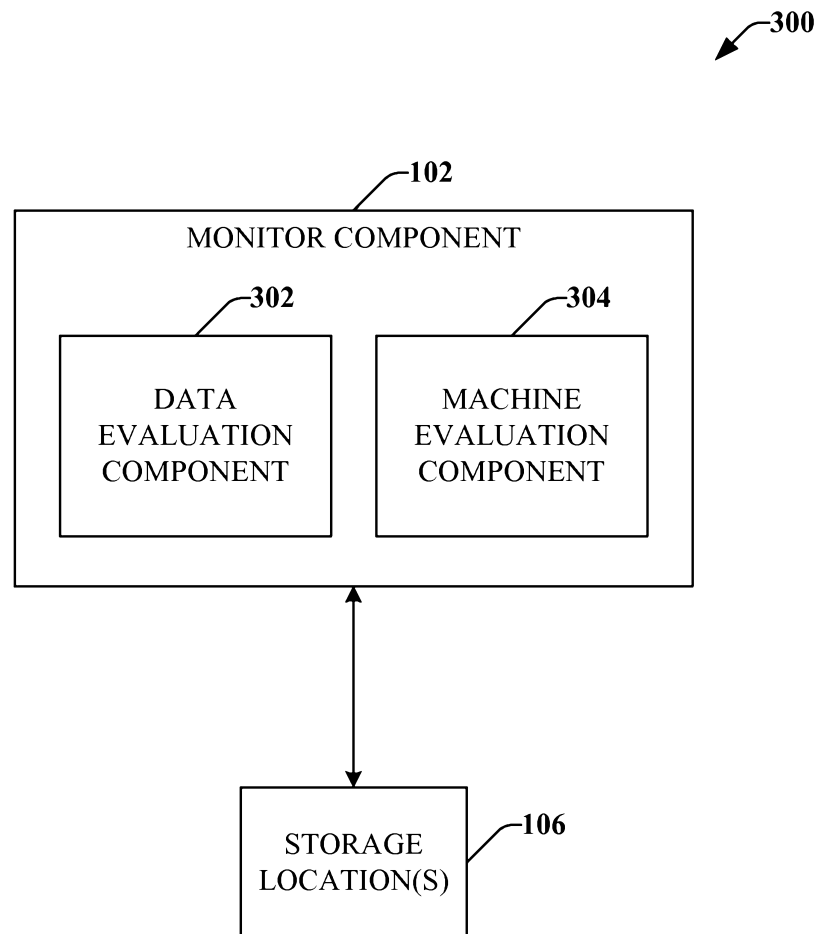 300
102
MONITOR COMPONENT
302
304
DATA
EVALUATION
COMPONENT
MACHINE
EVALUATION
COMPONENT
106
STORAGE
LOCATION(S)